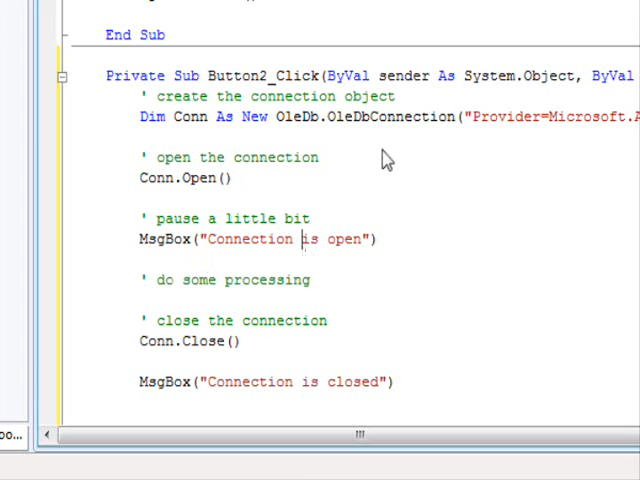 End Sub
Private Sub Button2_Click(ByVal sender As System.Object, ByVal
' create the connection object
Dim Conn As New OleDb.OleDbConnection("Provider=Microsoft.A
' open the connection
Conn.Open()
' pause a little bit
MsgBox("Connection is open")
' do some processing
' close the connection
Conn.Close()
MsgBox("Connection is closed")
oo...